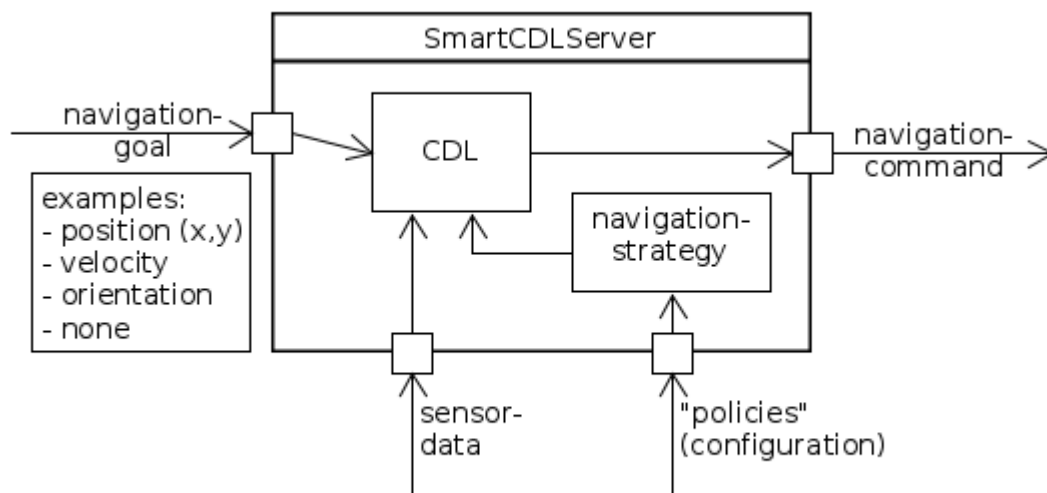 SmartCDLServer
navigation-
goal
CDL
navigation-
command
examples:
- position (x,y)
- velocity
- orientation
- none
navigation-
strategy
sensor-
data
"policies"
(configuration)